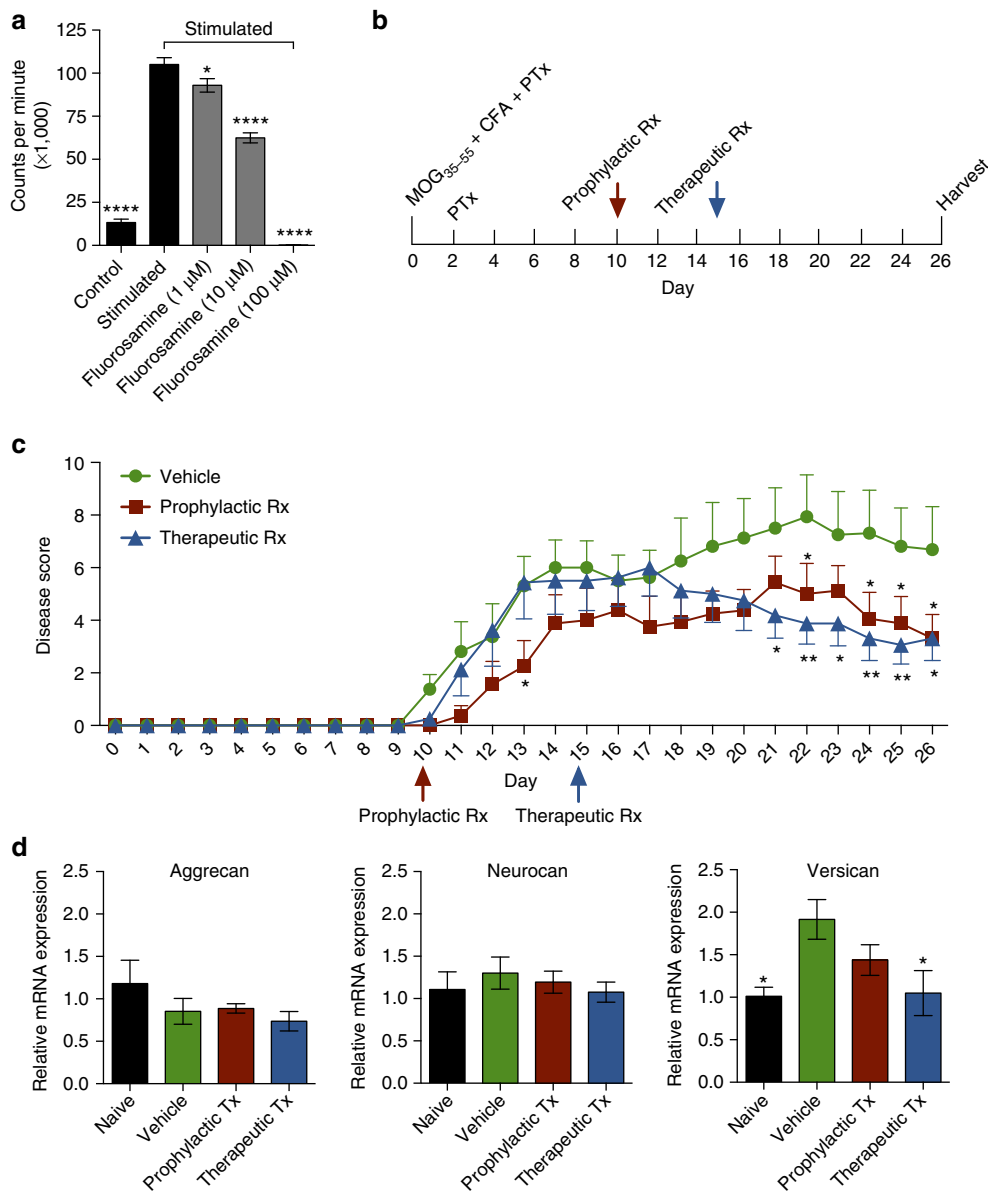 a
Stimulated
Counts per minute
(×1,000)
125
100
75
50
25
0
****
*
****
****
Control
Stimulated
Fluorosamine (1 μM)
Fluorosamine (10 μM)
Fluorosamine (100 μM)
b
MOG35–55 + CFA + PTx
PTx
Prophylactic Rx
Therapeutic Rx
Harvest
0 2 4 6 8 10 12 14 16 18 20 22 24 26
Day
c
Disease score
10
8
6
4
2
0
Vehicle
Prophylactic Rx
Therapeutic Rx
* * * *
*
* ** * ** ** *
0 1 2 3 4 5 6 7 8 9 10 11 12 13 14 15 16 17 18 19 20 21 22 23 24 25 26
Day
Prophylactic Rx Therapeutic Rx
d
Aggrecan
Relative mRNA expression
2.5
2.0
1.5
1.0
0.5
0.0
Naive
Vehicle
Prophylactic Tx
Therapeutic Tx
Neurocan
Relative mRNA expression
2.5
2.0
1.5
1.0
0.5
0.0
Naive
Vehicle
Prophylactic Tx
Therapeutic Tx
Versican
Relative mRNA expression
2.5
2.0
1.5
1.0
0.5
0.0
* *
Naive
Vehicle
Prophylactic Tx
Therapeutic Tx